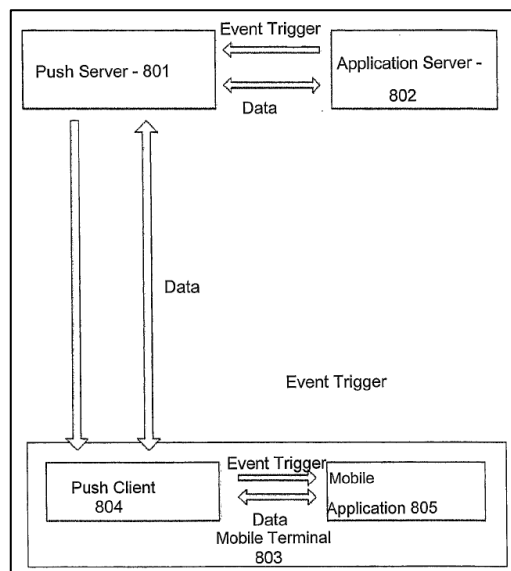 Event Trigger
Push Server - 801
Application Server -
802
Data
Data
Event Trigger
Event Trigger
Push Client
804
Mobile
Application 805
Data
Mobile Terminal
803